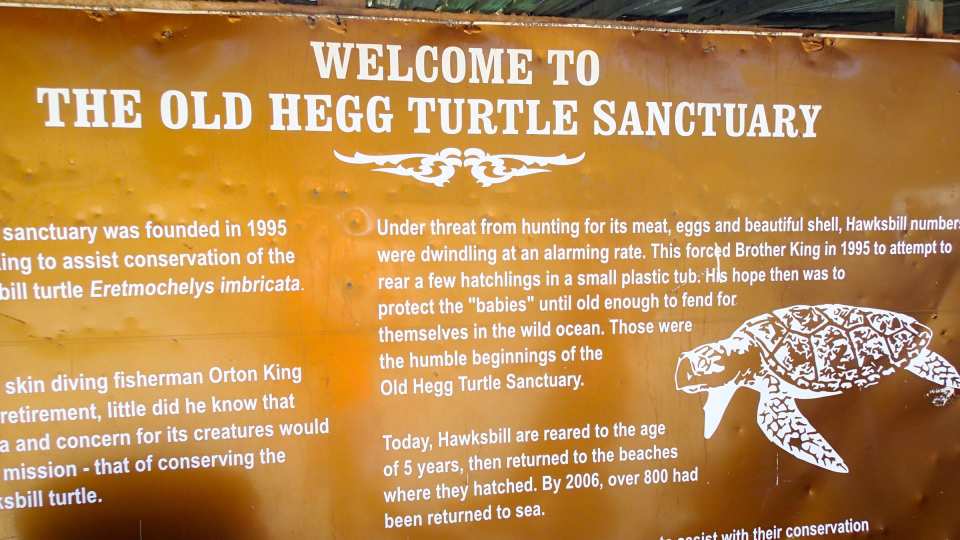 WELCOME TO
THE OLD HEGG TURTLE SANCTUARY
sanctuary was founded in 1995
ing to assist conservation of the
bill turtle Eretmochelys imbricata.
skin diving fisherman Orton King
retirement, little did he know that
a and concern for its creatures would
mission - that of conserving the
ksbill turtle.
Under threat from hunting for its meat, eggs and beautiful shell, Hawksbill numbers
were dwindling at an alarming rate. This forced Brother King in 1995 to attempt to
rear a few hatchlings in a small plastic tub. His hope then was to
protect the "babies" until old enough to fend for
themselves in the wild ocean. Those were
the humble beginnings of the
Old Hegg Turtle Sanctuary.
Today, Hawksbill are reared to the age
of 5 years, then returned to the beaches
where they hatched. By 2006, over 800 had
been returned to sea.
to assist with their conservation